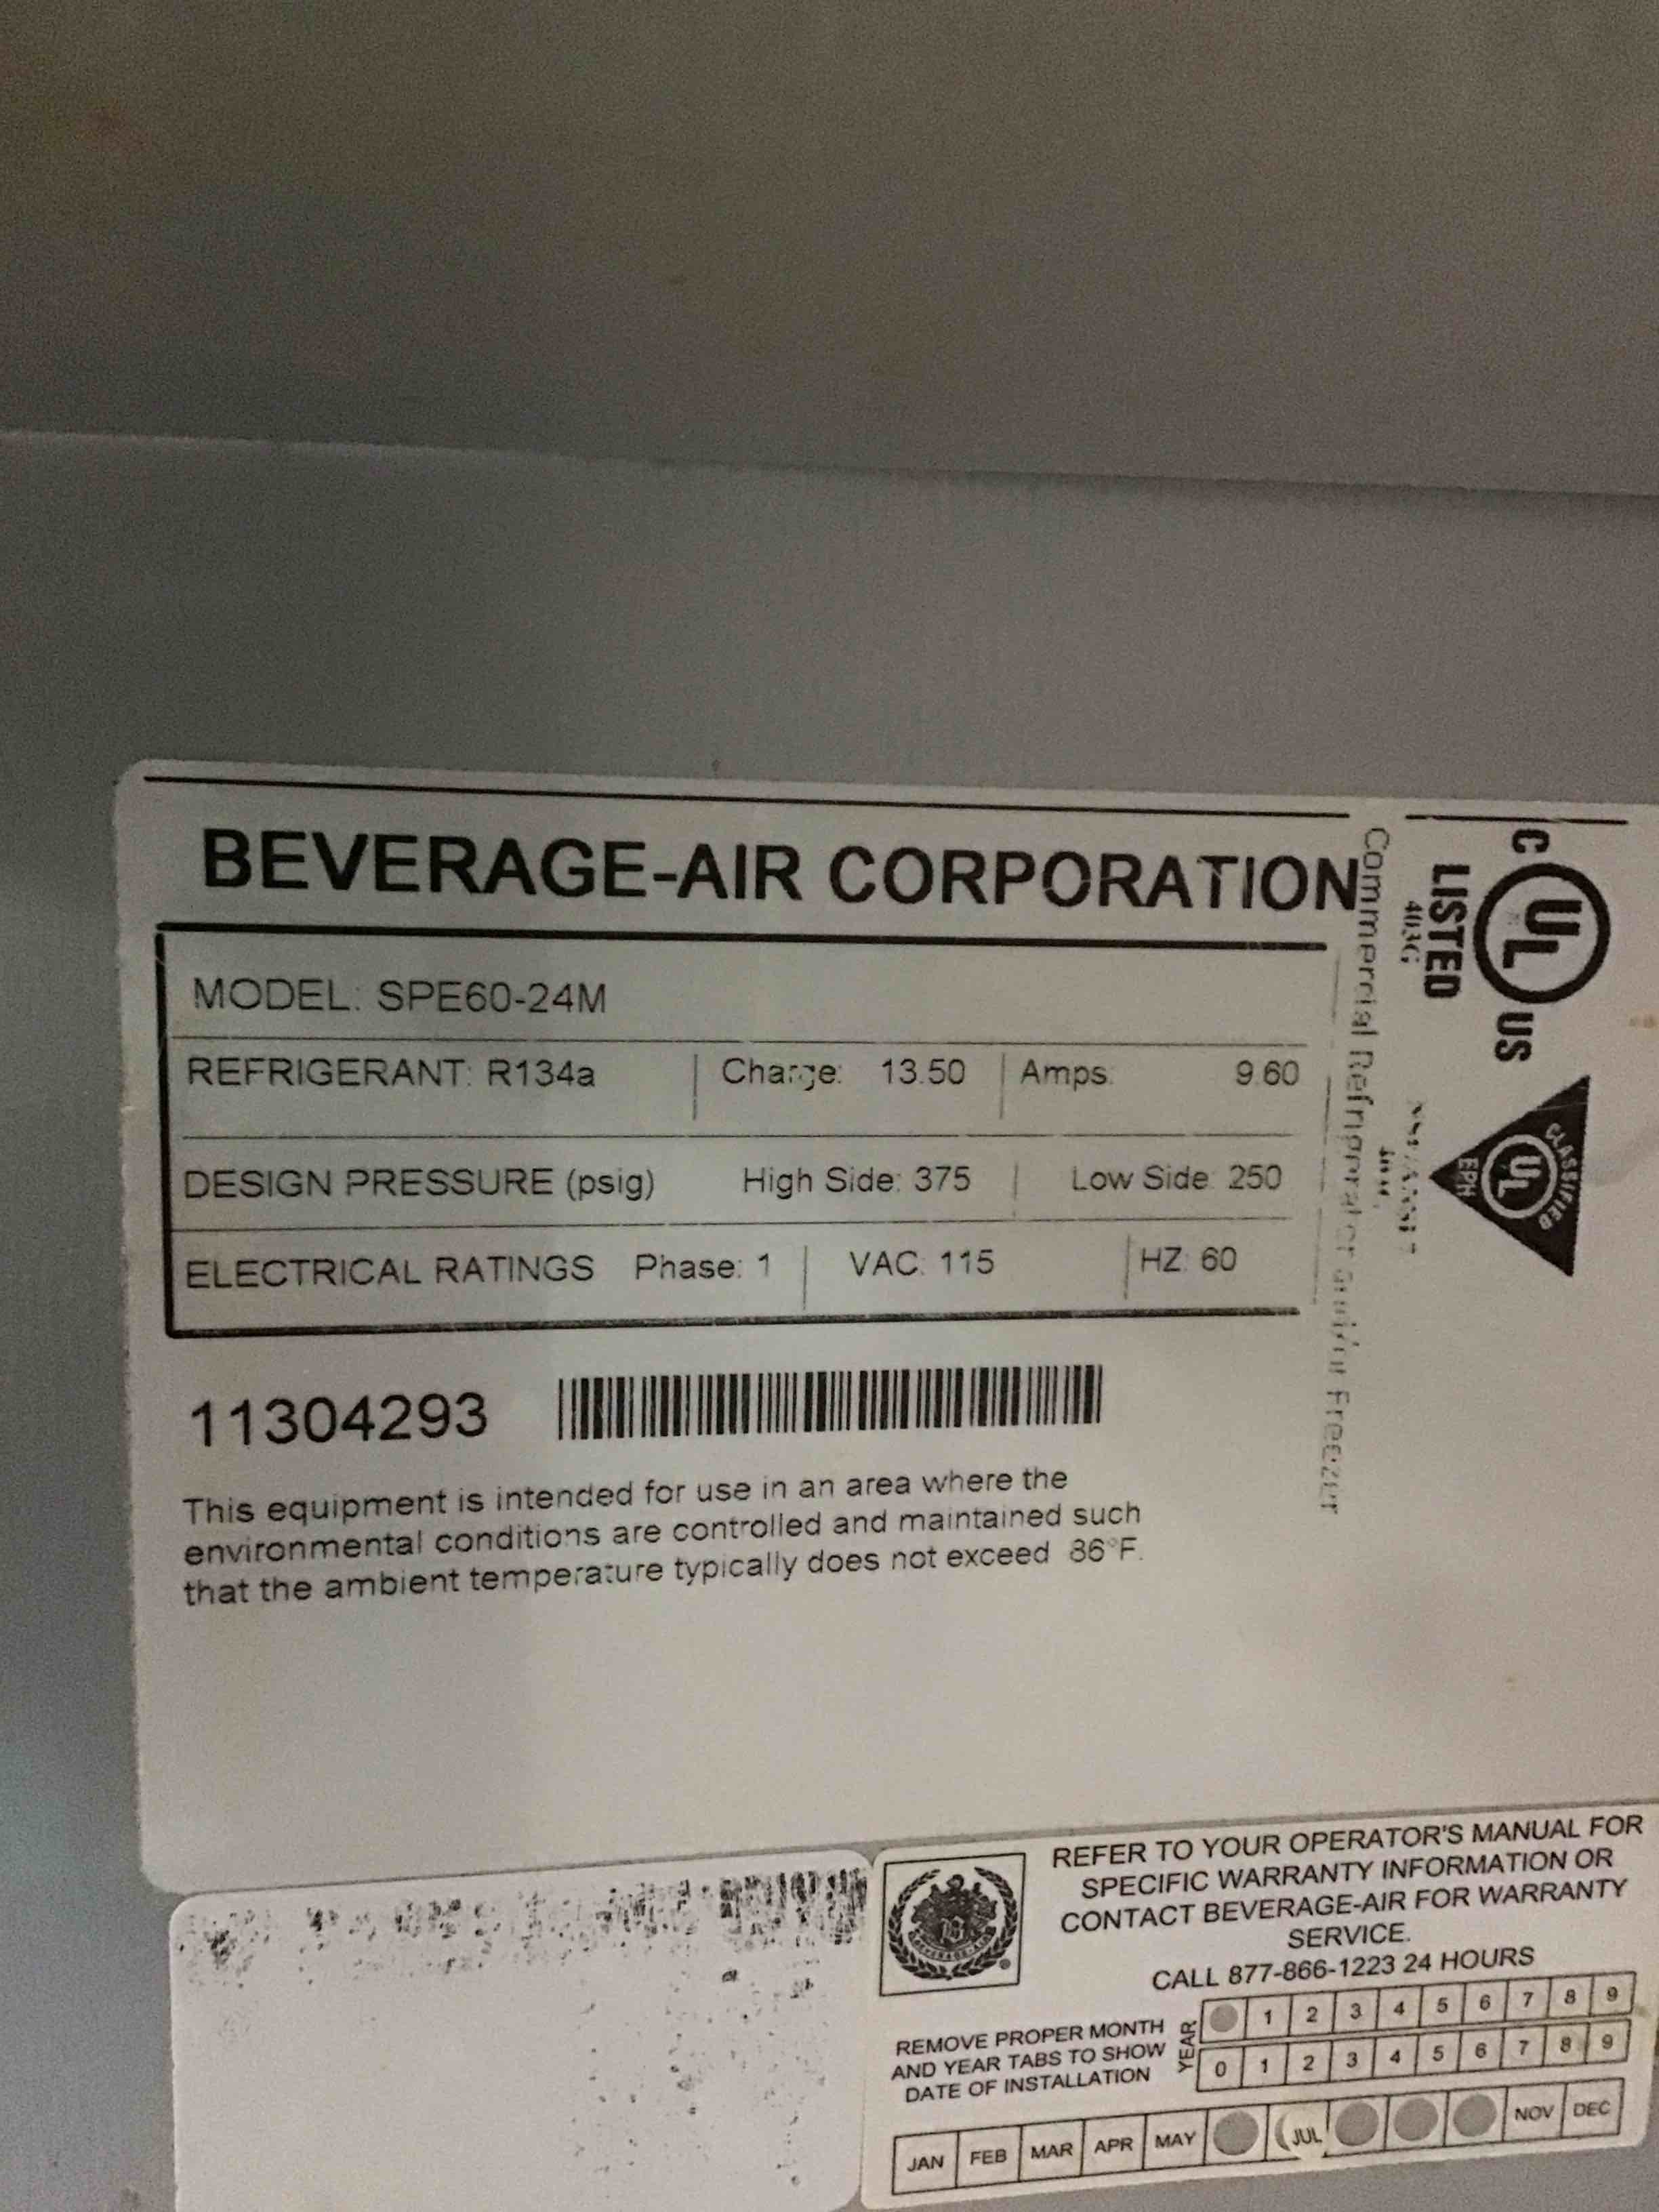 BEVERAGE-AIR CORPORATION
MODEL: SPE60-24M
REFRIGERANT: R134a Charge: 13.50 Amps: 9.60
DESIGN PRESSURE (psig) High Side: 375 Low Side: 250
ELECTRICAL RATINGS Phase: 1 VAC: 115 HZ: 60
11304293
This equipment is intended for use in an area where the
environmental conditions are controlled and maintained such
that the ambient temperature typically does not exceed 86°F.
Commercial Refrigerator and/or Freezer
C UL US
LISTED
403G
CLASSIFIED
UL
EPH
REFER TO YOUR OPERATOR'S MANUAL FOR
SPECIFIC WARRANTY INFORMATION OR
CONTACT BEVERAGE-AIR FOR WARRANTY
SERVICE.
CALL 877-866-1223 24 HOURS
REMOVE PROPER MONTH
AND YEAR TABS TO SHOW
DATE OF INSTALLATION
YEAR
1 2 3 4 5 6 7 8 9
0 1 2 3 4 5 6 7 8 9
JAN FEB MAR APR MAY JUL NOV DEC